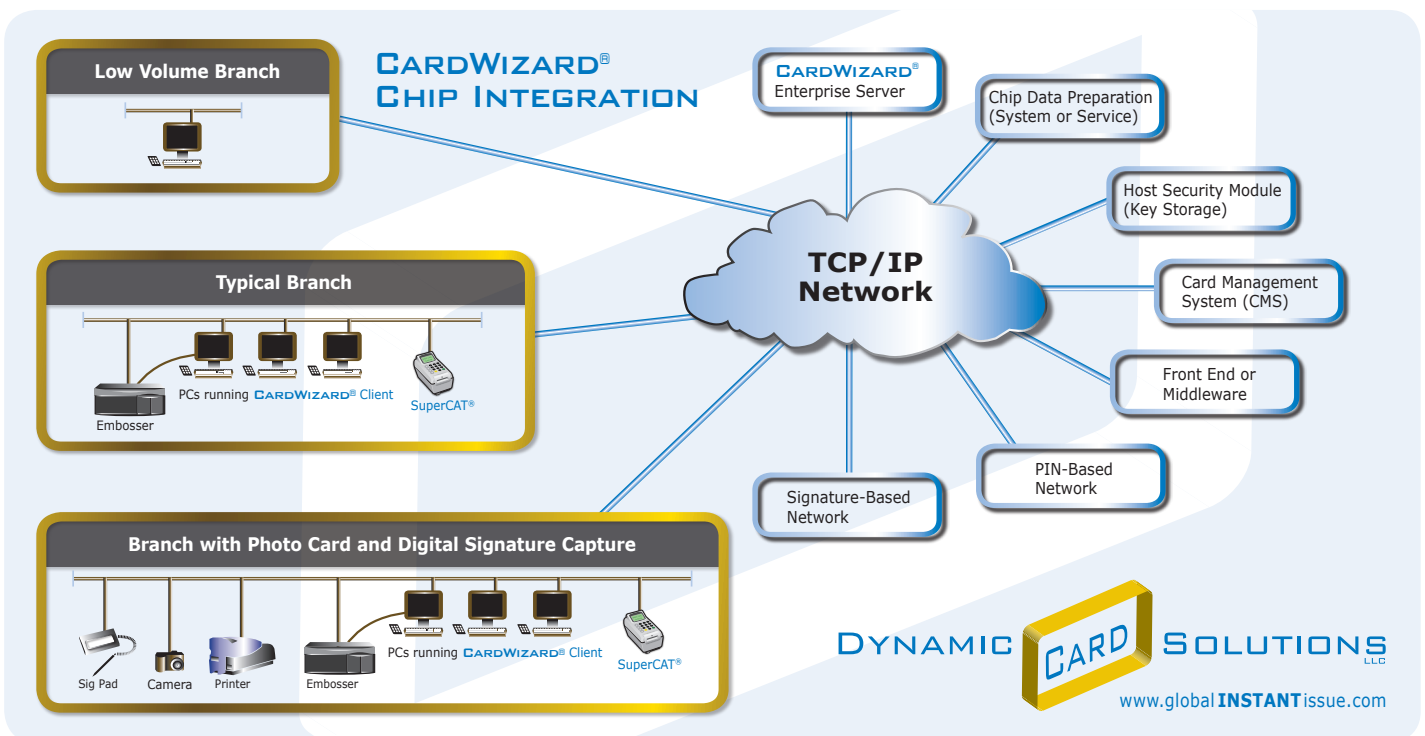 Low Volume Branch
CARDWIZARD®
CHIP INTEGRATION
CARDWIZARD®
Enterprise Server
Chip Data Preparation
(System or Service)
Host Security Module
(Key Storage)
Card Management
System (CMS)
Front End or
Middleware
PIN-Based
Network
Signature-Based
Network
TCP/IP
Network
Typical Branch
PCs running CARDWIZARD® Client
SuperCAT®
Embosser
Branch with Photo Card and Digital Signature Capture
Sig Pad
Camera
Printer
Embosser
PCs running CARDWIZARD® Client
SuperCAT®
DYNAMIC CARD SOLUTIONS
LLC
www.globalINSTANTissue.com